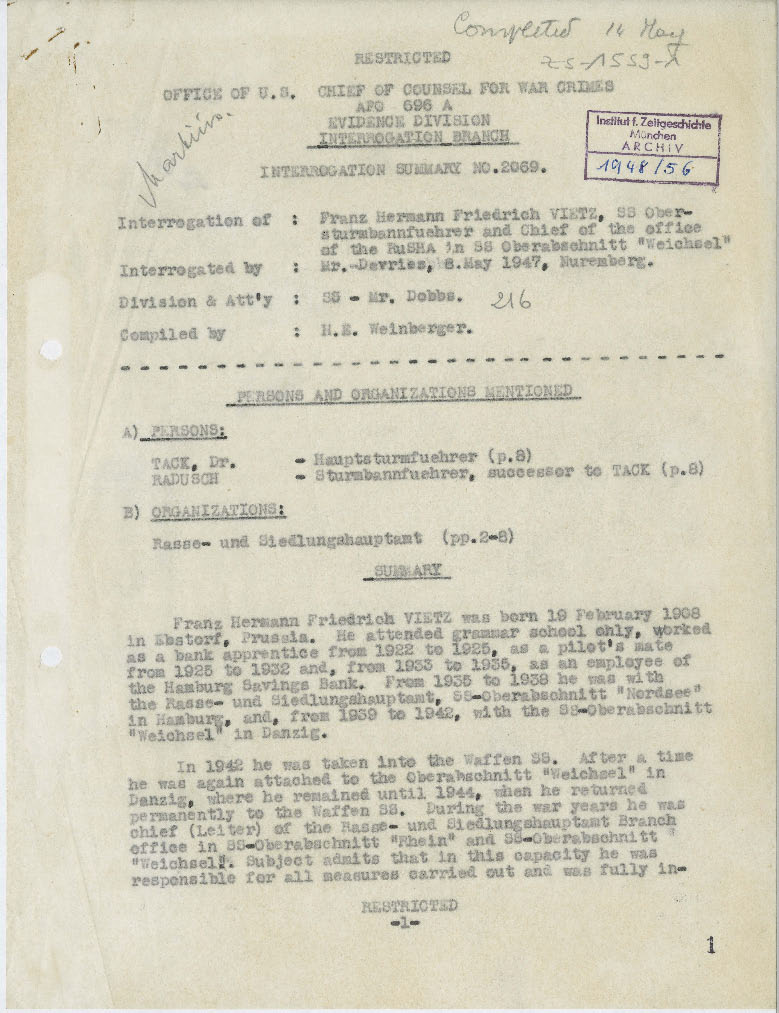 Completed 14 May
RESTRICTED
ZS-1559-
OFFICE OF U.S. CHIEF OF COUNSEL FOR WAR CRIMES
APO 696 A
EVIDENCE DIVISION
INTERROGATION BRANCH
Institut f. Zeitgeschichte
München
ARCHIV
1948/56
INTERROGATION SUMMARY NO.2069.
Interrogation of : Franz Hermann Friedrich VIETZ, SS Ober-
sturmbannfuehrer and Chief of the office
of the RuSHA in SS Oberabschnitt "Weichsel"
Interrogated by : Mr. Devries, 8.May 1947, Nuremberg.
Division & Att'y : SS - Mr. Dobbs. 216
Compiled by : H.E. Weinberger.
PERSONS AND ORGANIZATIONS MENTIONED
A) PERSONS:
TACK, Dr. - Hauptsturmfuehrer (p.8)
RADUSCH - Sturmbannfuehrer, successor to TACK (p.8)
B) ORGANIZATIONS:
Rasse- und Siedlungshauptamt (pp.2-8)
SUMMARY
Franz Hermann Friedrich VIETZ was born 19 February 1908
in Ebstorf, Prussia. He attended grammar school only, worked
as a bank apprentice from 1922 to 1925, as a pilot's mate
from 1925 to 1932 and, from 1933 to 1935, as an employee of
the Hamburg Savings Bank. From 1935 to 1938 he was with
the Rasse- und Siedlungshauptamt, SS-Oberabschnitt "Nordsee"
in Hamburg, and, from 1939 to 1942, with the SS-Oberabschnitt
"Weichsel" in Danzig.
In 1942 he was taken into the Waffen SS. After a time
he was again attached to the Oberabschnitt "Weichsel" in
Danzig, where he remained until 1944, when he returned
permanently to the Waffen SS. During the war years he was
chief (Leiter) of the Rasse- und Siedlungshauptamt Branch
office in SS-Oberabschnitt "Rhein" and SS-Oberabschnitt
"Weichsel". Subject admits that in this capacity he was
responsible for all measures carried out and was fully in-
RESTRICTED
-1-
1